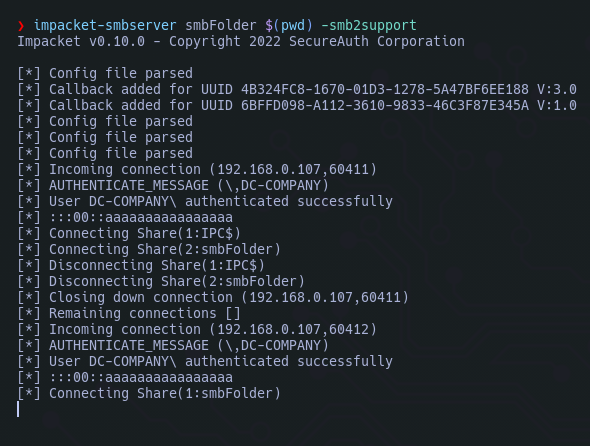 ❯ impacket-smbserver smbFolder $(pwd) -smb2support
Impacket v0.10.0 - Copyright 2022 SecureAuth Corporation
[*] Config file parsed
[*] Callback added for UUID 4B324FC8-1670-01D3-1278-5A47BF6EE188 V:3.0
[*] Callback added for UUID 6BFFD098-A112-3610-9833-46C3F87E345A V:1.0
[*] Config file parsed
[*] Config file parsed
[*] Config file parsed
[*] Incoming connection (192.168.0.107,60411)
[*] AUTHENTICATE_MESSAGE (\,DC-COMPANY)
[*] User DC-COMPANY\ authenticated successfully
[*] :::00::aaaaaaaaaaaaaaaa
[*] Connecting Share(1:IPC$)
[*] Connecting Share(2:smbFolder)
[*] Disconnecting Share(1:IPC$)
[*] Disconnecting Share(2:smbFolder)
[*] Closing down connection (192.168.0.107,60411)
[*] Remaining connections []
[*] Incoming connection (192.168.0.107,60412)
[*] AUTHENTICATE_MESSAGE (\,DC-COMPANY)
[*] User DC-COMPANY\ authenticated successfully
[*] :::00::aaaaaaaaaaaaaaaa
[*] Connecting Share(1:smbFolder)